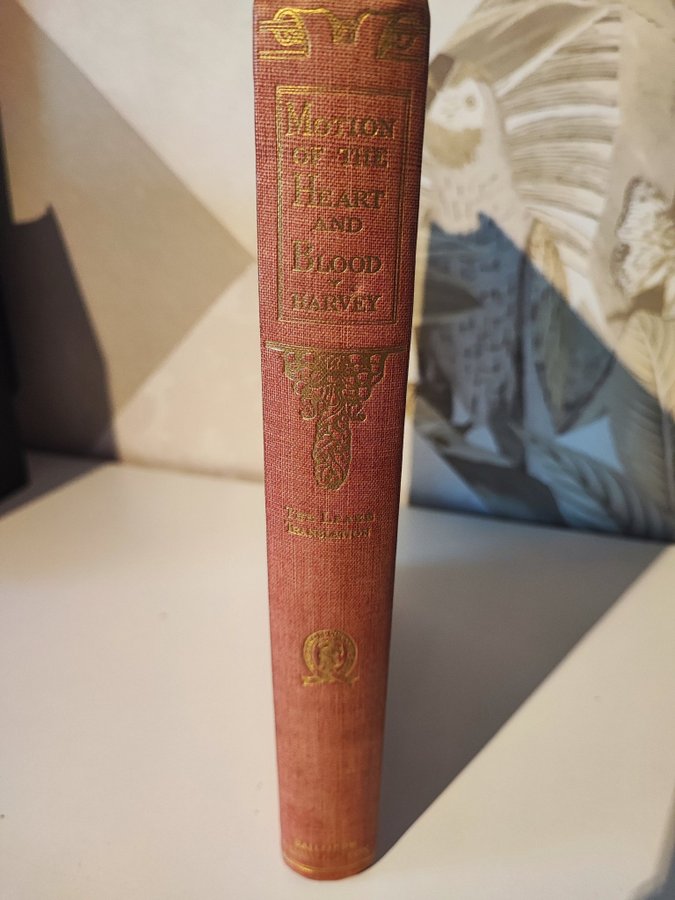 MOTION
OF THE
HEART
AND
BLOOD
HARVEY
THE LEAKE
TRANSLATION